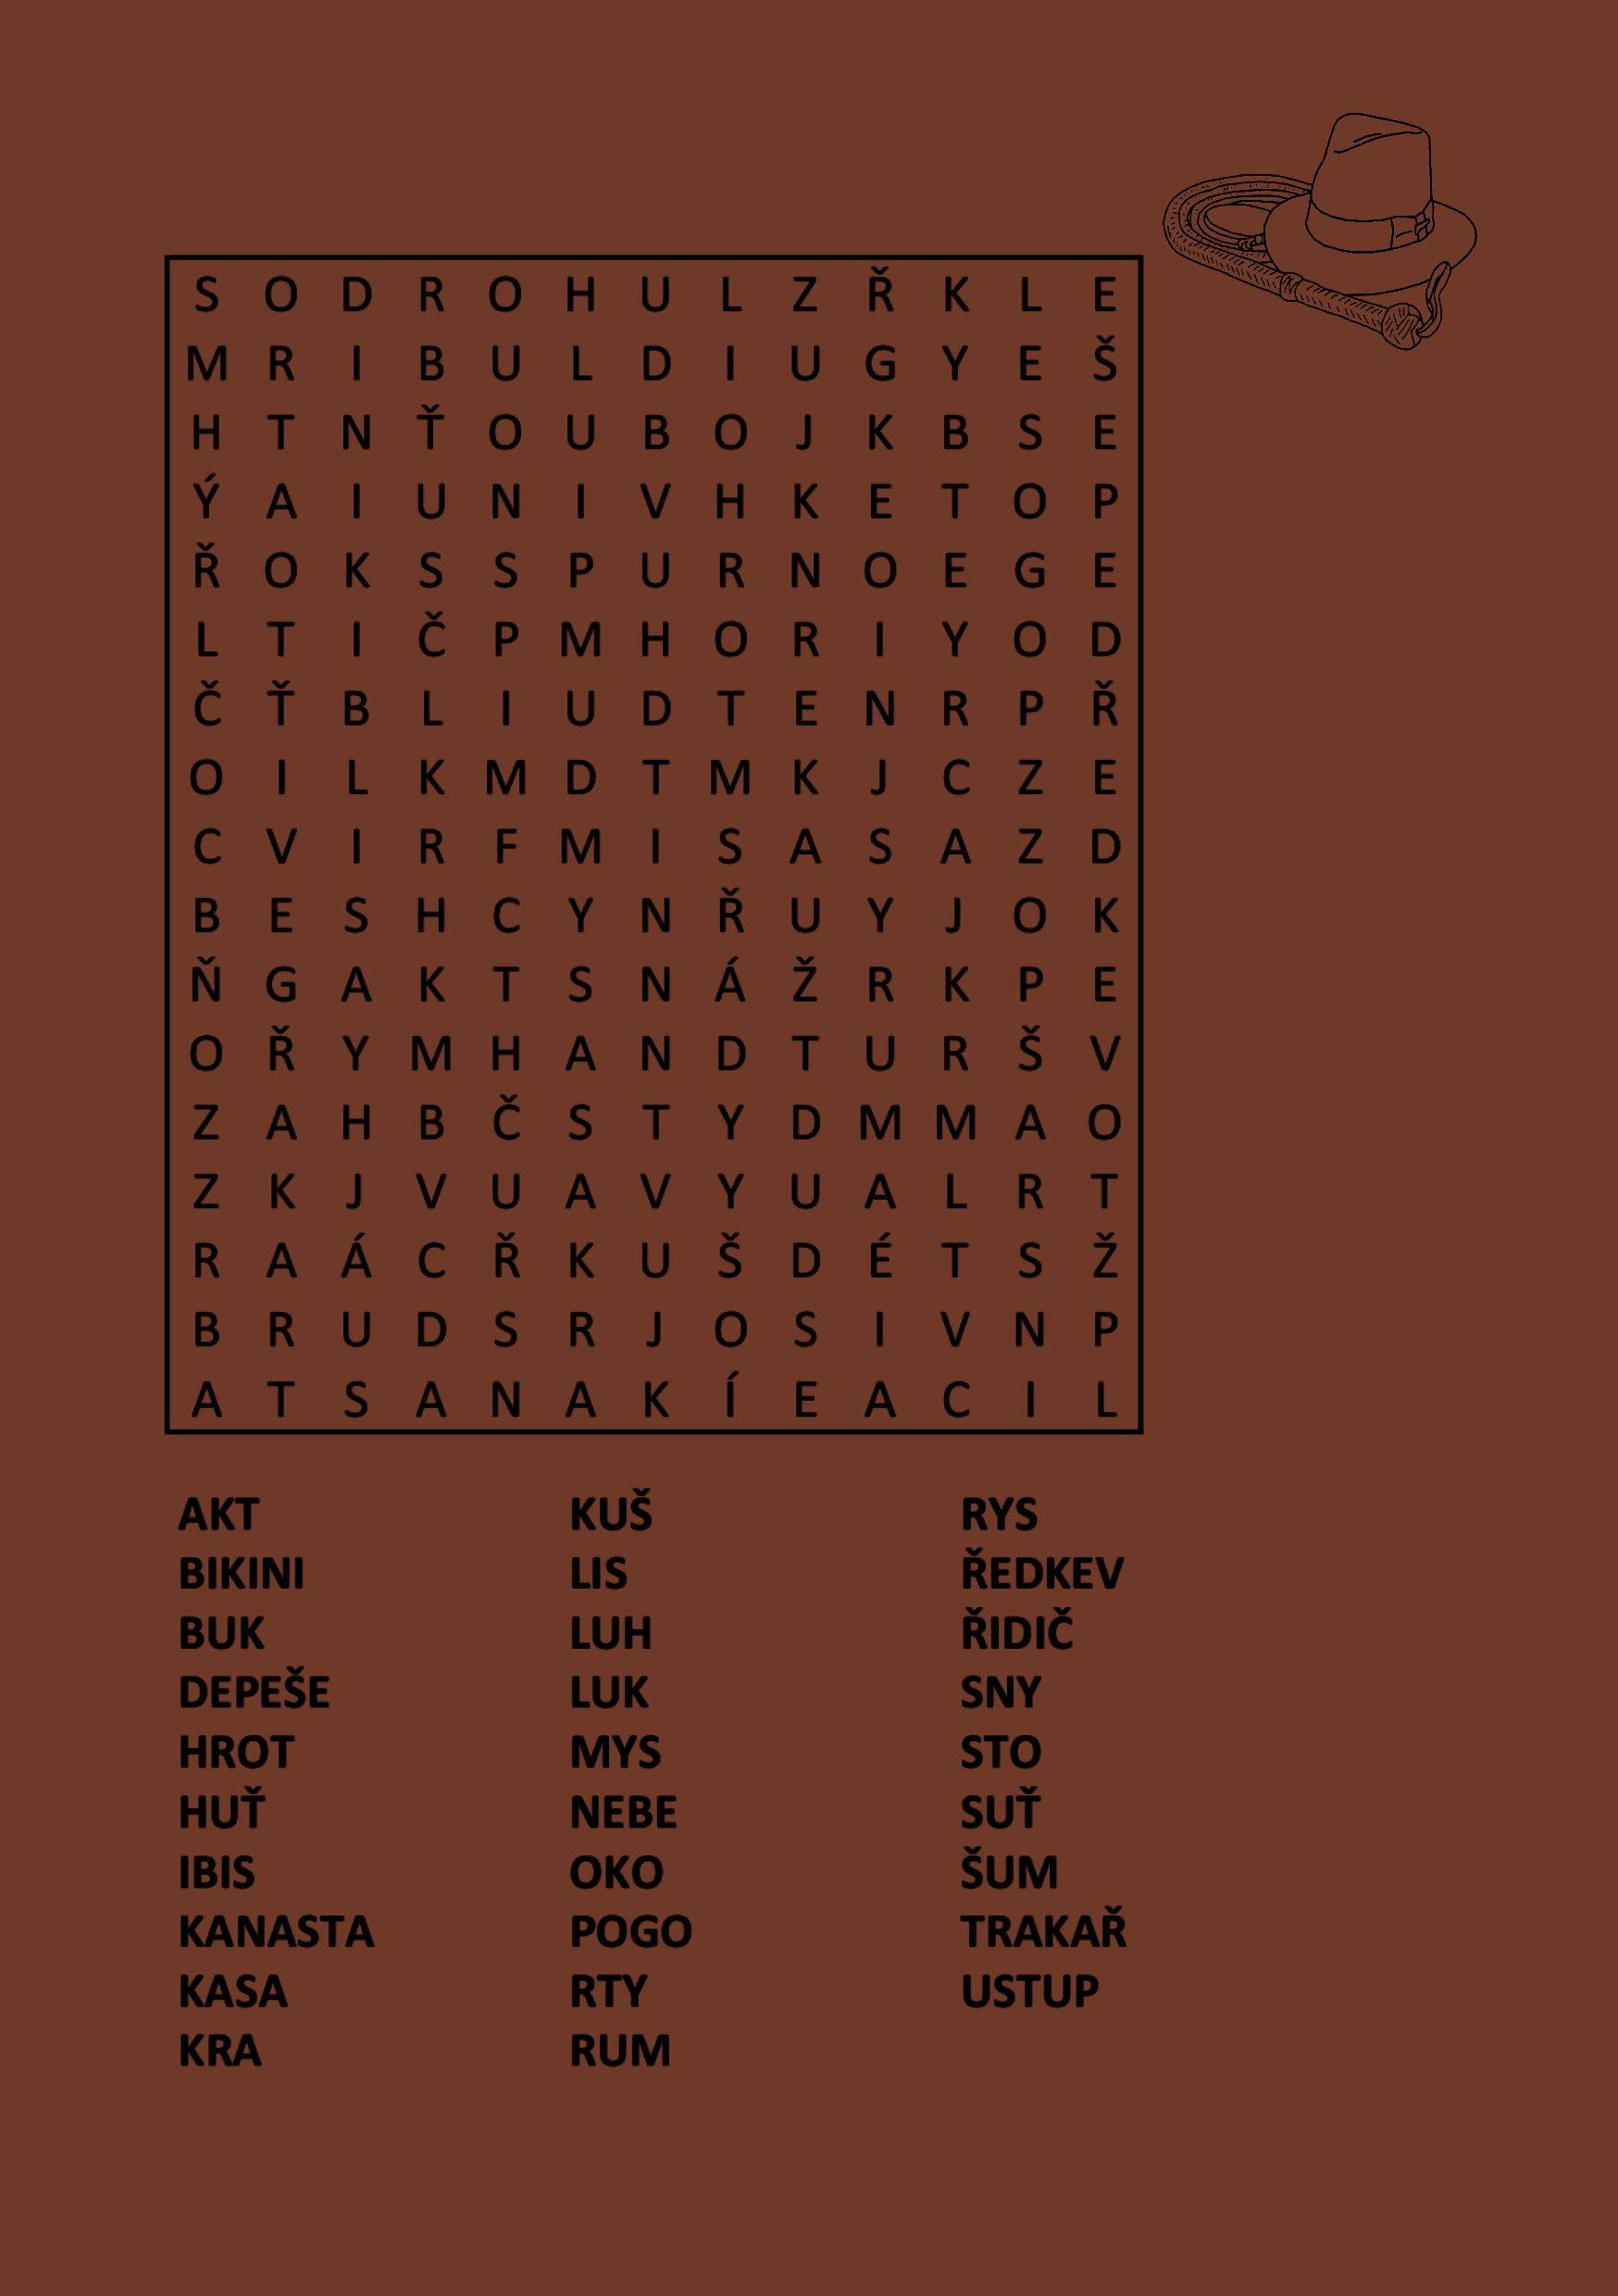 S O D R O H U L Z Ř K L E
M R I B U L D I U G Y E Š
H T N Ť O U B O J K B S E
Ý A I U N I V H K E T O P
Ř O K S S P U R N O E G E
L T I Č P M H O R I Y O D
Č Ť B L I U D T E N R P Ř
O I L K M D T M K J C Z E
C V I R F M I S A S A Z D
B E S H C Y N Ř U Y J O K
Ň G A K T S N Á Ž R K P E
O Ř Y M H A N D T U R Š V
Z A H B Č S T Y D M M A O
Z K J V U A V Y U A L R T
R A Á C Ř K U Š D É T S Ž
B R U D S R J O S I V N P
A T S A N A K Í E A C I L
AKT
BIKINI
BUK
DEPEŠE
HROT
HUŤ
IBIS
KANASTA
KASA
KRA
KUŠ
LIS
LUH
LUK
MYS
NEBE
OKO
POGO
RTY
RUM
RYS
ŘEDKEV
ŘIDIČ
SNY
STO
SUŤ
ŠUM
TRAKAŘ
USTUP